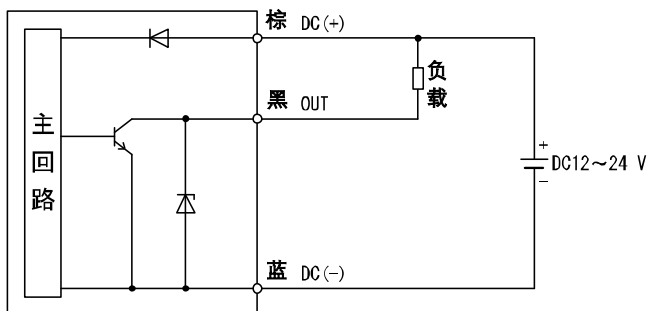 棕 DC(+)
负载
黑 OUT
主回路
+
DC12～24 V
−
蓝 DC(−)